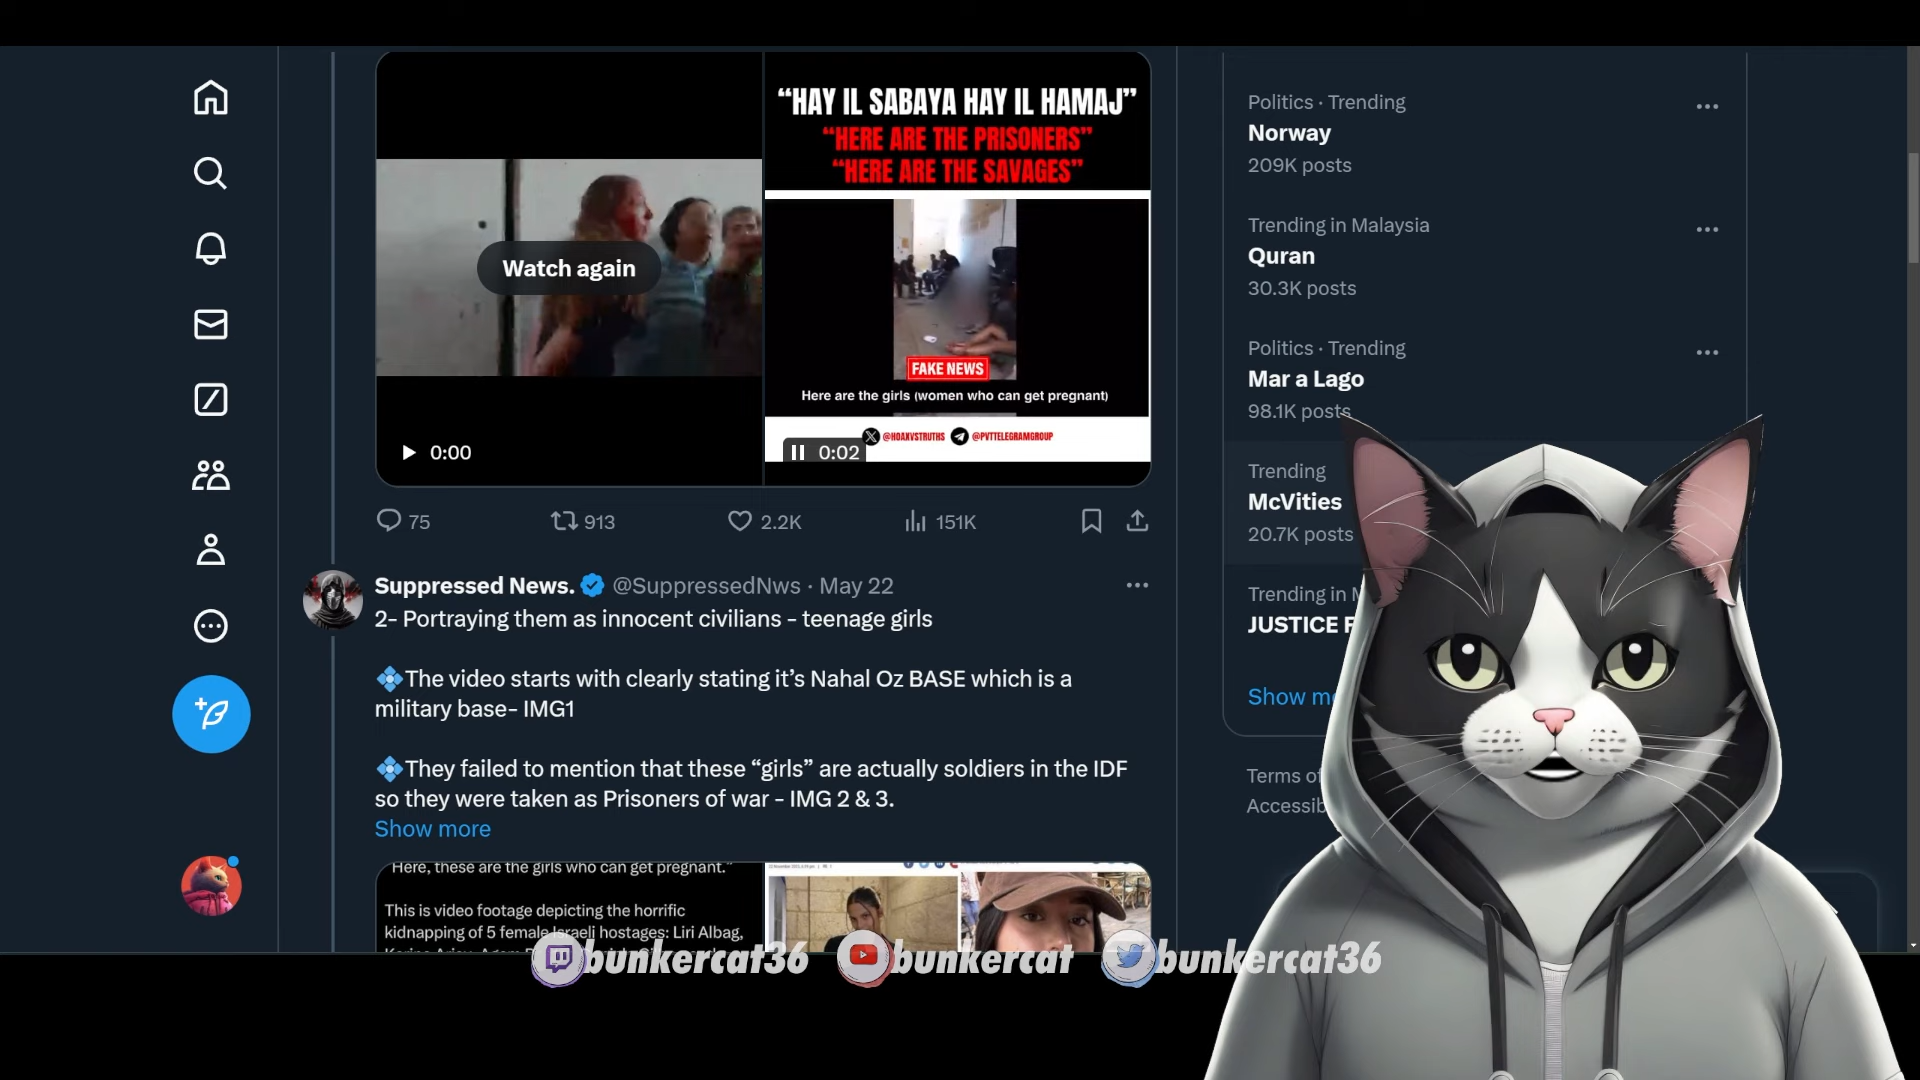 “HAY IL SABAYA HAY IL HAMAJ”
“HERE ARE THE PRISONERS”
“HERE ARE THE SAVAGES”
Watch again
FAKE NEWS
Here are the girls (women who can get pregnant)
@HOAXVSTRUTHS @PVTTELEGRAMGROUP
0:00
0:02
75 913 2.2K 151K
Suppressed News. @SuppressedNws · May 22
2- Portraying them as innocent civilians - teenage girls
The video starts with clearly stating it’s Nahal Oz BASE which is a
military base- IMG1
They failed to mention that these “girls” are actually soldiers in the IDF
so they were taken as Prisoners of war - IMG 2 & 3.
Show more
Here, these are the girls who can get pregnant.”
This is video footage depicting the horrific
kidnapping of 5 female Israeli hostages: Liri Albag,
Politics · Trending
Norway
209K posts
Trending in Malaysia
Quran
30.3K posts
Politics · Trending
Mar a Lago
98.1K posts
Trending
McVities
20.7K posts
Trending in
JUSTICE
Show
Terms of
bunkercat36 bunkercat bunkercat36